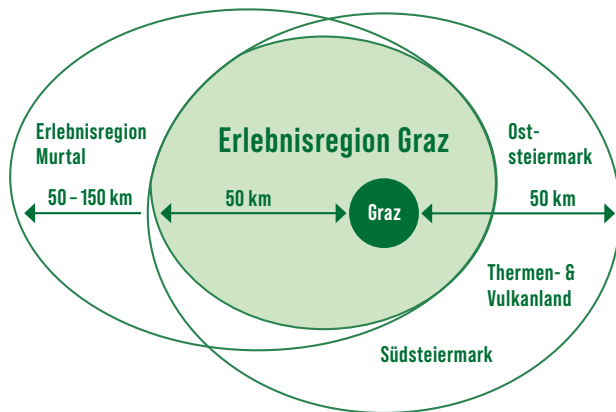 Erlebnisregion
Murtal
50 – 150 km
Erlebnisregion Graz
50 km
Graz
Ost-
steiermark
50 km
Thermen- &
Vulkanland
Südsteiermark